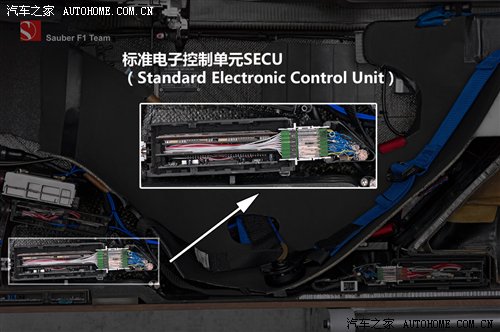 汽车之家 AUTOHOME.COM.CN
Sauber F1 Team
标准电子控制单元SECU
（Standard Electronic Control Unit）
汽车之家 AUTOHOME.COM.CN